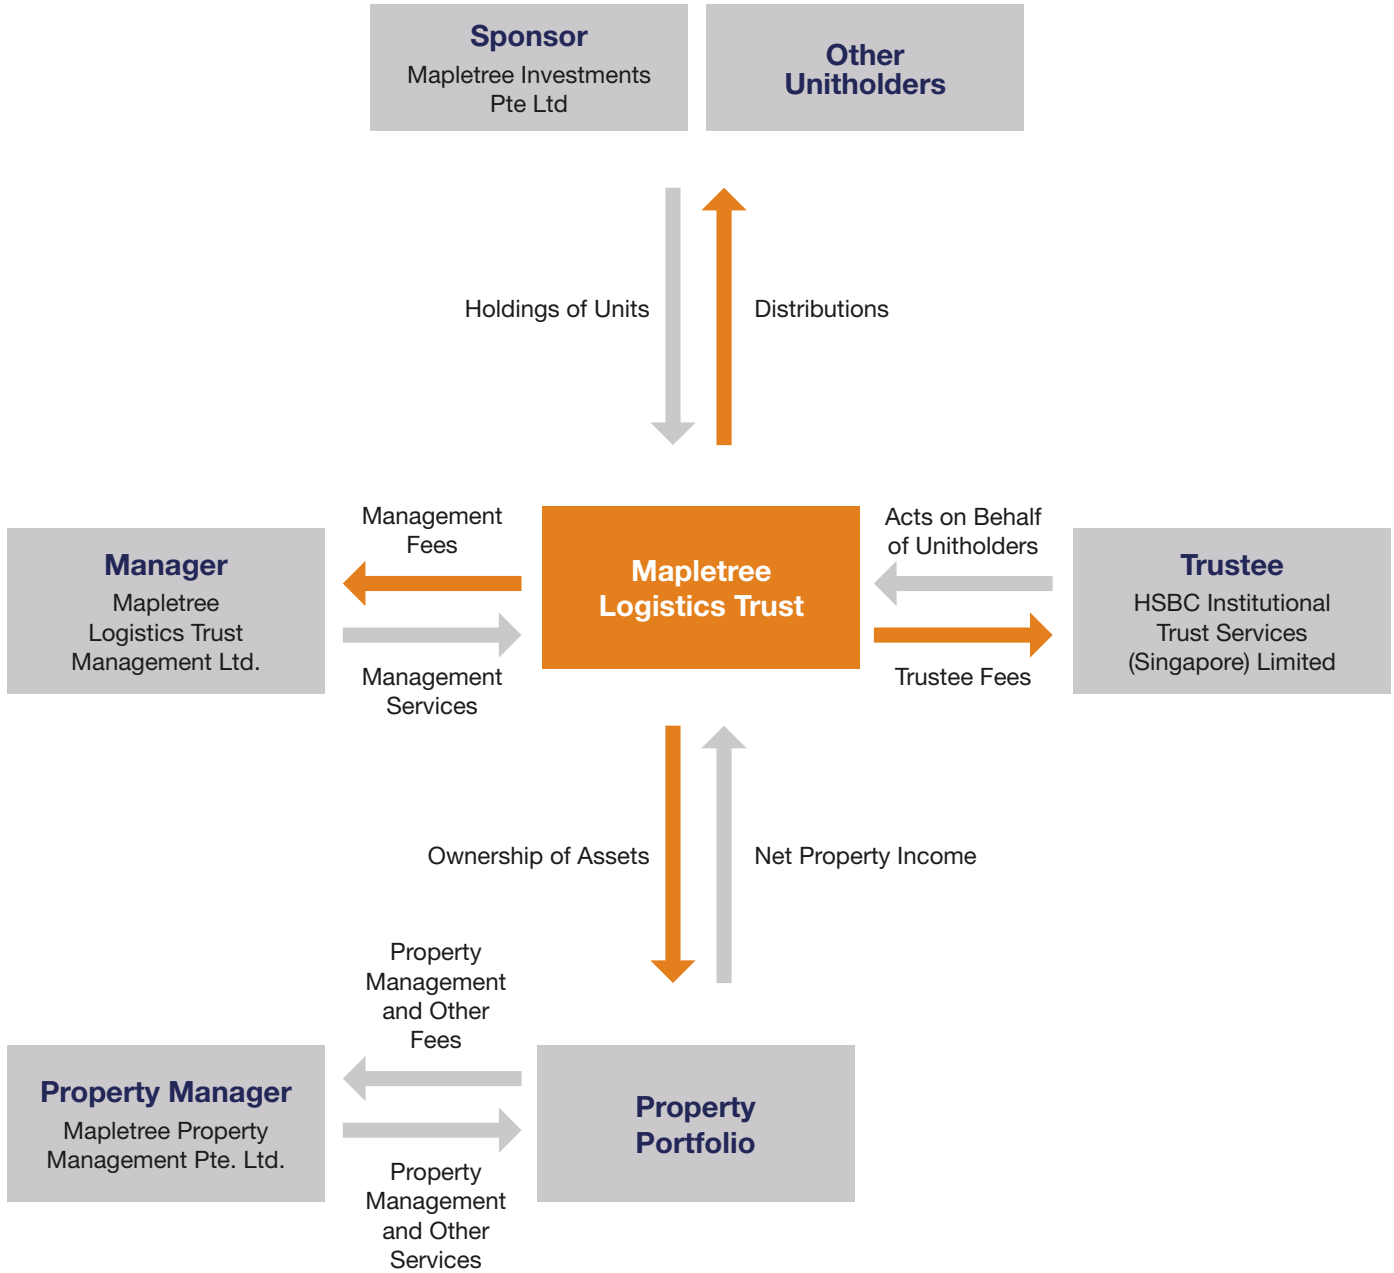 Sponsor
Mapletree Investments
Pte Ltd
Other
Unitholders
Holdings of Units
Distributions
Management
Fees
Manager
Mapletree
Logistics Trust
Management Ltd.
Management
Services
Mapletree
Logistics Trust
Acts on Behalf
of Unitholders
Trustee Fees
Trustee
HSBC Institutional
Trust Services
(Singapore) Limited
Ownership of Assets
Net Property Income
Property
Management
and Other
Fees
Property Manager
Mapletree Property
Management Pte. Ltd.
Property
Management
and Other
Services
Property
Portfolio